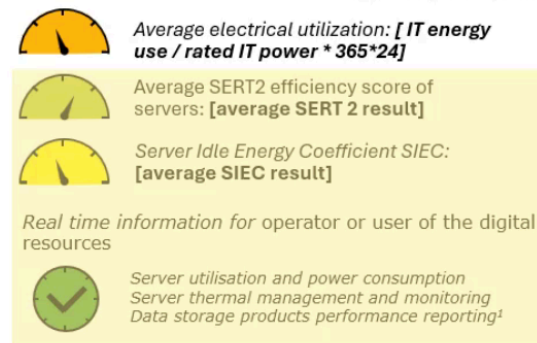 Average electrical utilization: [ IT energy
use / rated IT power * 365*24]
Average SERT2 efficiency score of
servers: [average SERT 2 result]
Server Idle Energy Coefficient SIEC:
[average SIEC result]
Real time information for operator or user of the digital
resources
Server utilisation and power consumption
Server thermal management and monitoring
Data storage products performance reporting¹